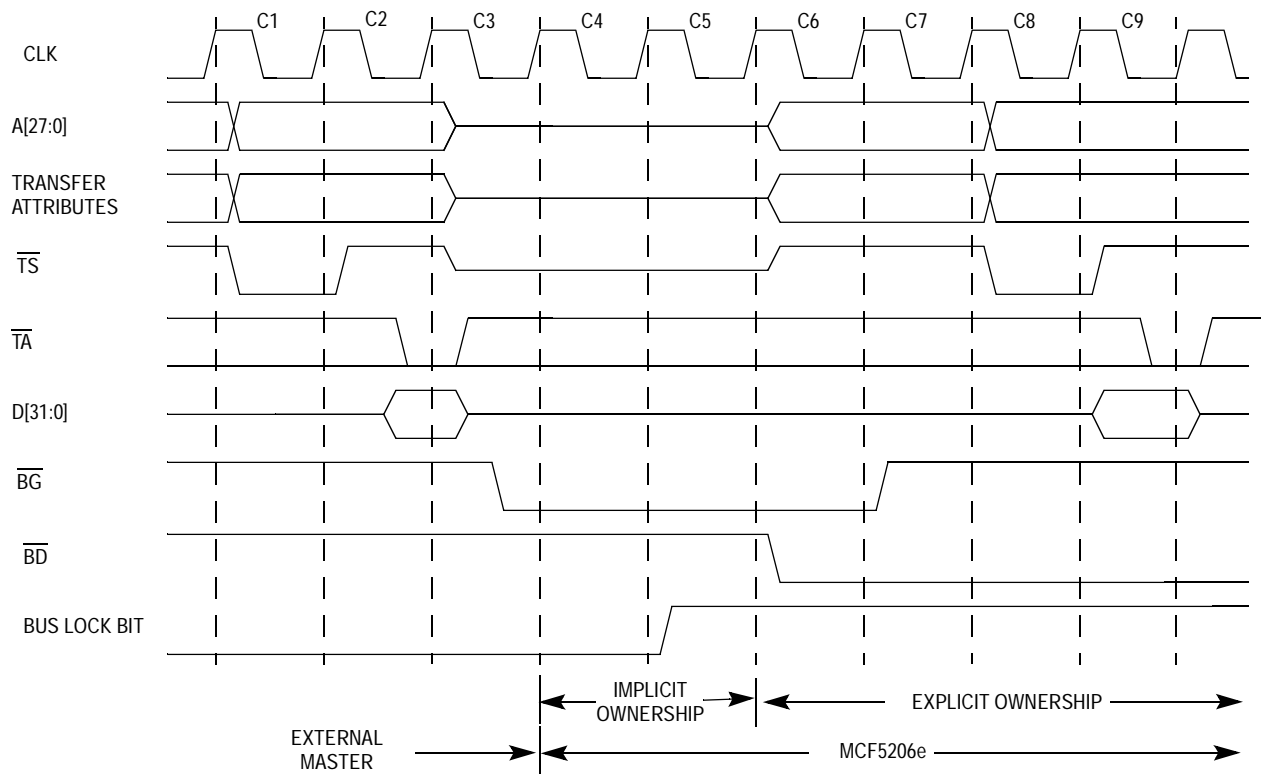 C1 C2 C3 C4 C5 C6 C7 C8 C9
CLK
A[27:0]
TRANSFER
ATTRIBUTES
TS
TA
D[31:0]
BG
BD
BUS LOCK BIT
IMPLICIT
OWNERSHIP
EXPLICIT OWNERSHIP
EXTERNAL
MASTER
MCF5206e